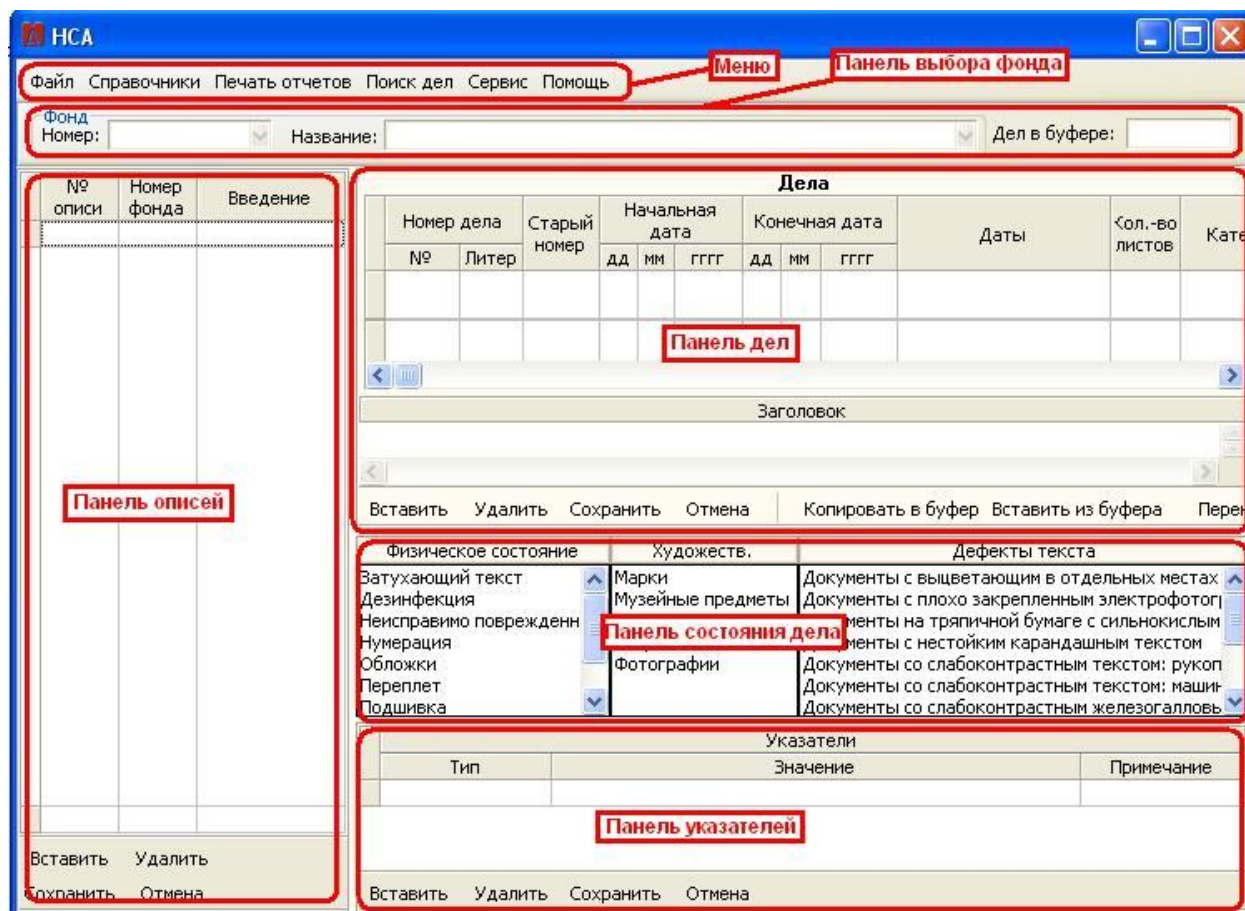 НСА
Меню
Панель выбора фонда
Файл Справочники Печать отчетов Поиск дел Сервис Помощь
Фонд
Номер: Название: Дел в буфере:
№ описи Номер фонда Введение
Панель описей
Вставить Удалить
Сохранить Отмена
Дела
Номер дела Старый номер Начальная дата Конечная дата Даты Кол.-во листов Кате
№ Литер дд мм гггг дд мм гггг
Панель дел
Заголовок
Вставить Удалить Сохранить Отмена Копировать в буфер Вставить из буфера
Физическое состояние Художеств. Дефекты текста
Затухающий текст Марки Документы с выцветающим в отдельных местах
Дезинфекция Музейные предметы Документы с плохо закрепленным электрофотог
Неисправимо поврежденн Документы на тряпичной бумаге с сильнокислым
Панель состояния дела
Нумерация Документы с нестойким карандашным текстом
Обложки Фотографии Документы со слабоконтрастным текстом: рукоп
Переплет Документы со слабоконтрастным текстом: машин
Подшивка Документы со слабоконтрастным железогалловы
Указатели
Тип Значение Примечание
Панель указателей
Вставить Удалить Сохранить Отмена